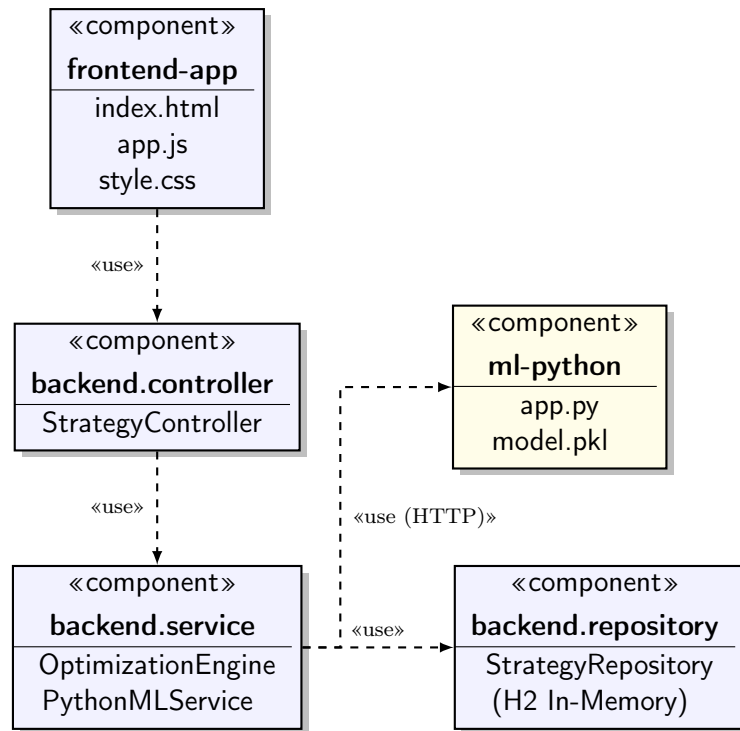 «component»
frontend-app
index.html
app.js
style.css
«use»
«component»
backend.controller
StrategyController
«component»
ml-python
app.py
model.pkl
«use»
«use (HTTP)»
«component»
backend.service
OptimizationEngine
PythonMLService
«use»
«component»
backend.repository
StrategyRepository
(H2 In-Memory)